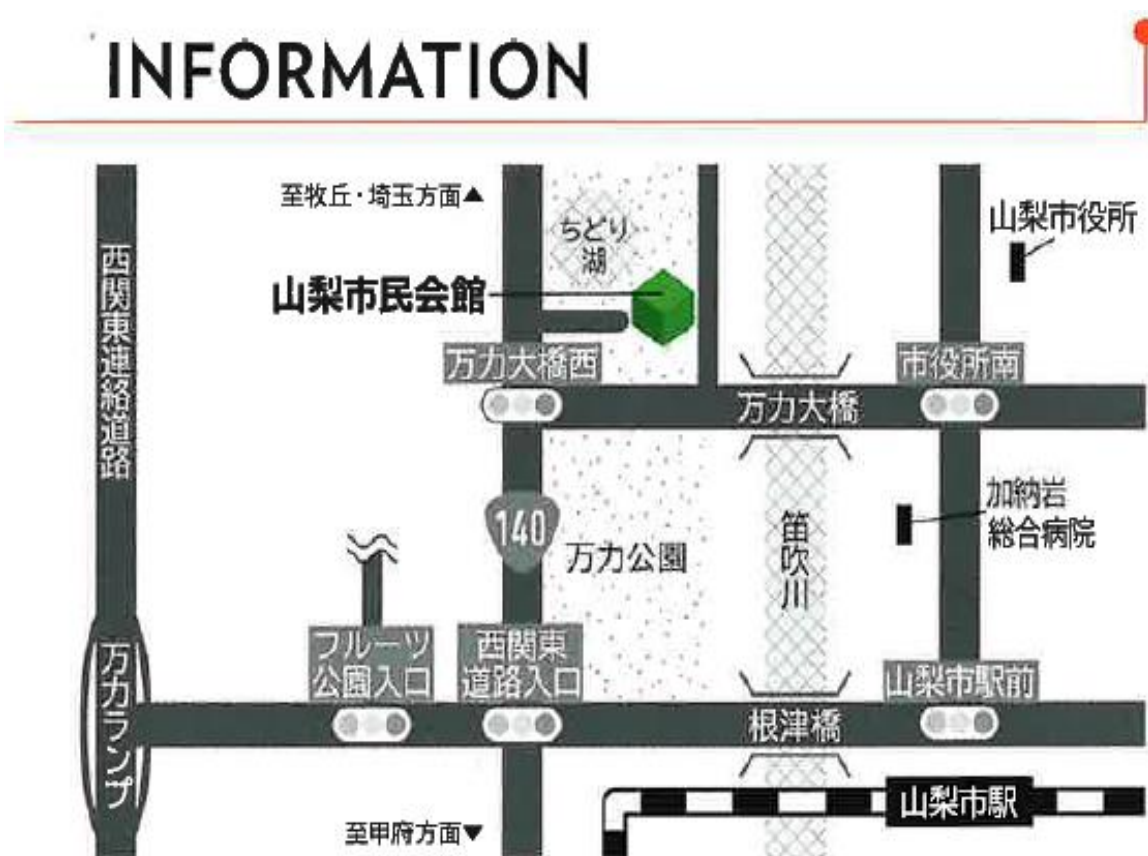 INFORMATION
至牧丘・埼玉方面▲
ちどり
湖
山梨市役所
山梨市民会館
西関東連絡道路
万力大橋西
市役所南
万力大橋
140
加納岩
総合病院
万力公園
笛吹川
フルーツ
公園入口
西関東
道路入口
山梨市駅前
万力ランプ
根津橋
山梨市駅
至甲府方面▼